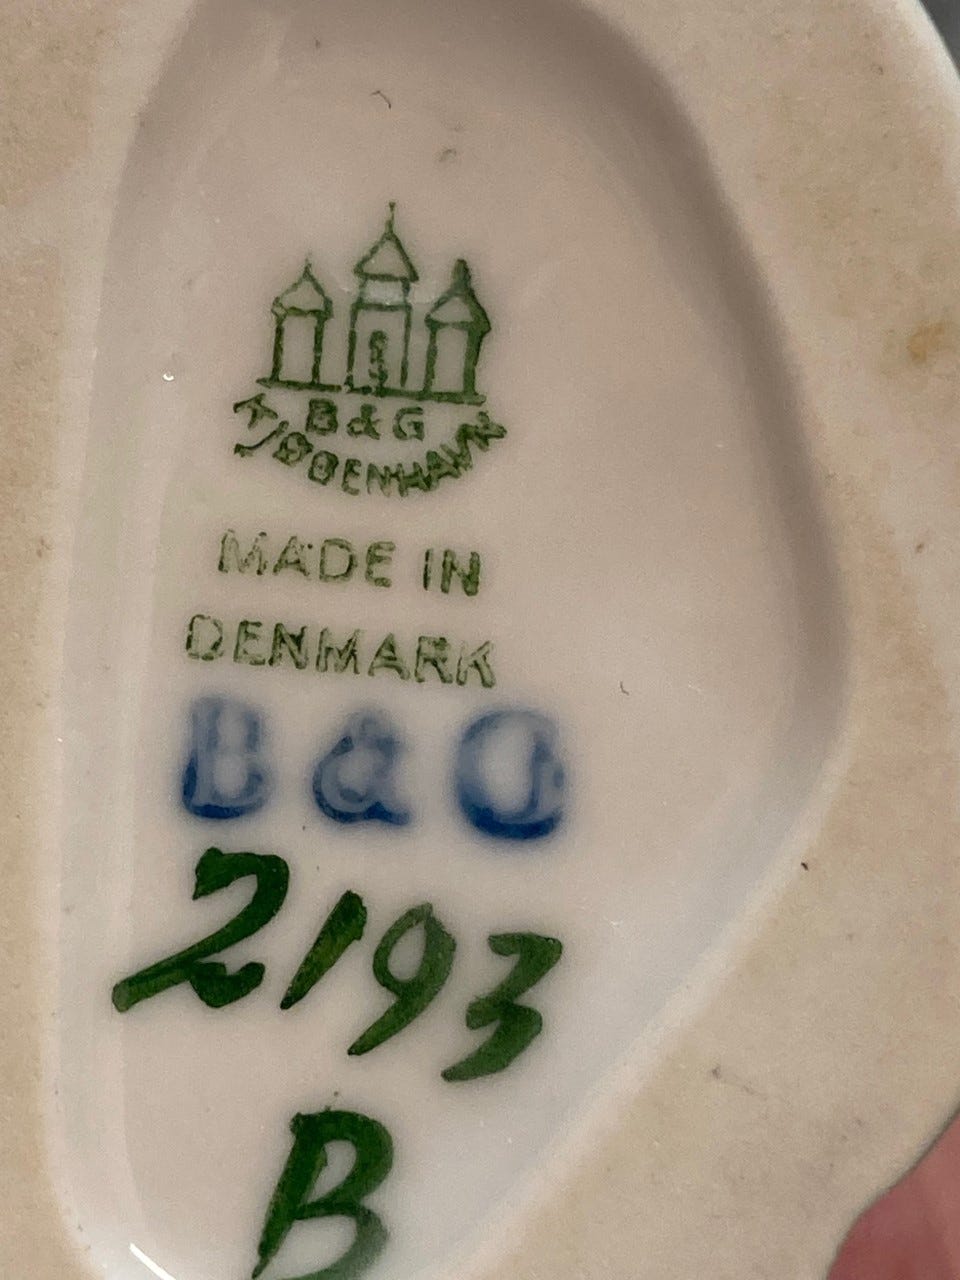 B & G
KJØBENHAVN
MADE IN
DENMARK
B & G
2193
B